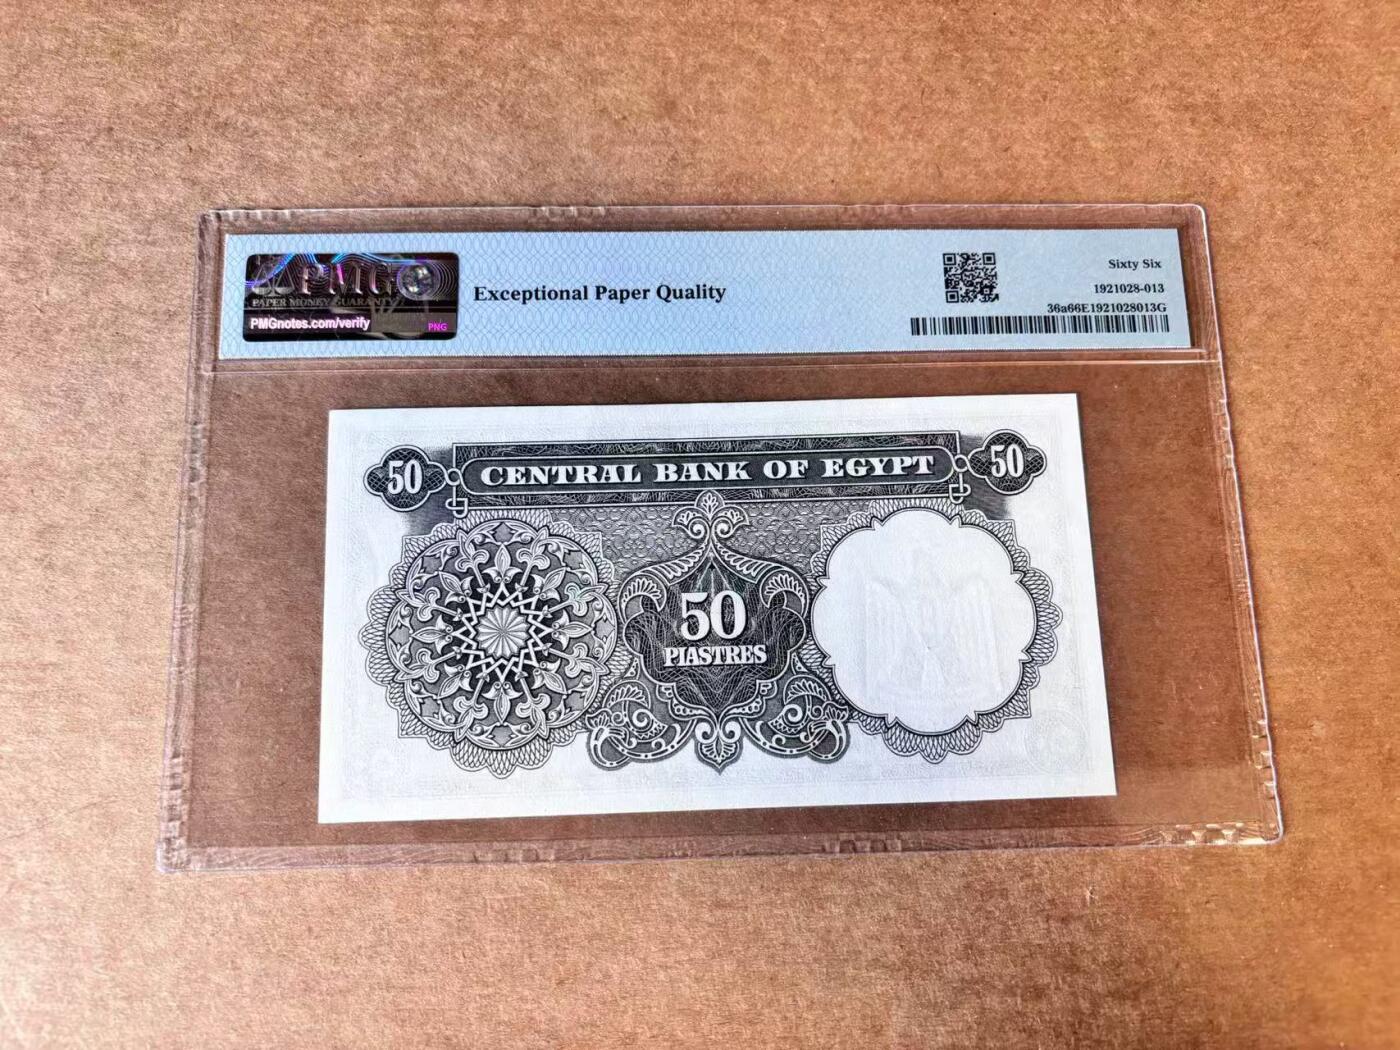 PMG
PAPER MONEY GUARANTY
PMGnotes.com/verify
PNG
Exceptional Paper Quality
Sixty Six
1921028-013
36a66E1921028013G
50
CENTRAL BANK OF EGYPT
50
50
PIASTRES